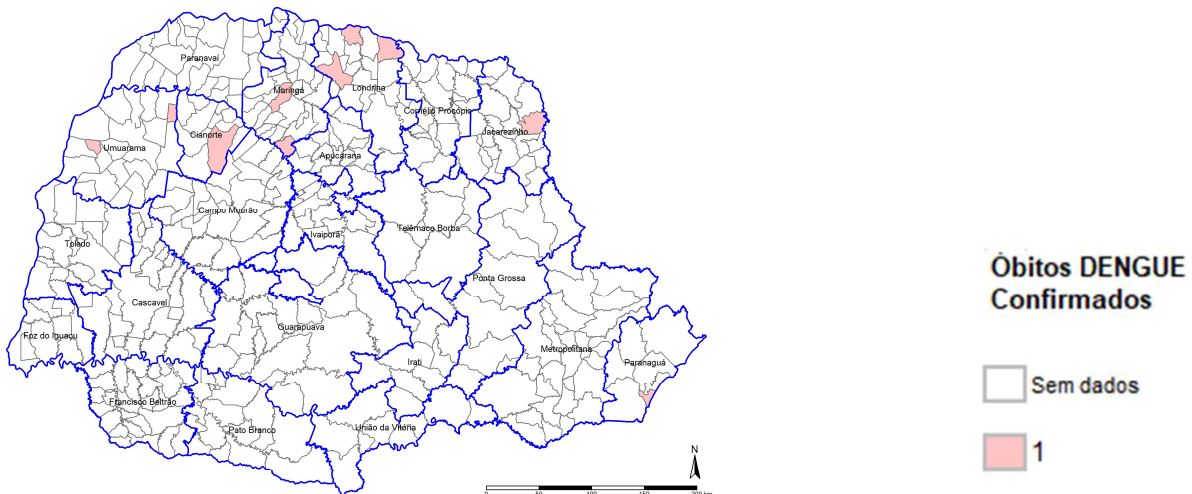 Paranavaí
Maringá
Londrina
Cornélio Procópio
Jacarezinho
Cianorte
Umuarama
Apucarana
Campo Mourão
Ivaiporã
Telêmaco Borba
Toledo
Ponta Grossa
Cascavel
Guarapuava
Foz do Iguaçu
Metropolitana
Paranaguá
Irati
Francisco Beltrão
Pato Branco
União da Vitória
N
0 50 100 150 200 km
Óbitos DENGUE
Confirmados
Sem dados
1